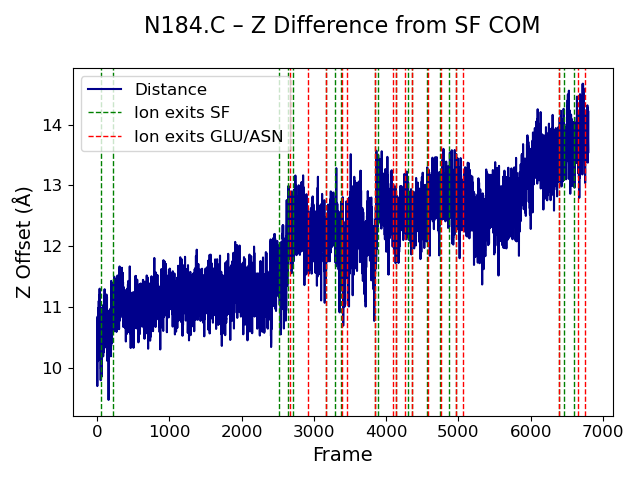 N184.C – Z Difference from SF COM
Distance
Ion exits SF
Ion exits GLU/ASN
Z Offset (Å)
14
13
12
11
10
0 1000 2000 3000 4000 5000 6000 7000
Frame